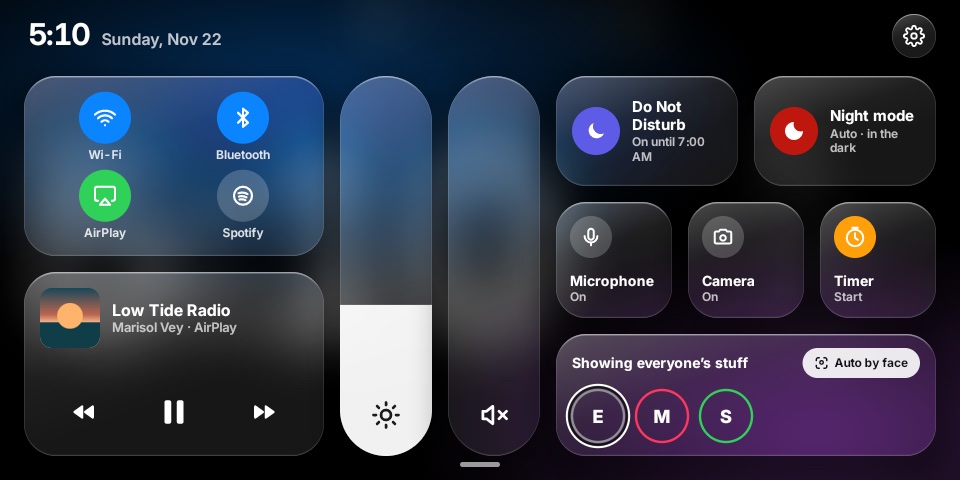 5:10 Sunday, Nov 22
Wi-Fi
Bluetooth
AirPlay
Spotify
Low Tide Radio
Marisol Vey · AirPlay
Do Not
Disturb
On until 7:00
AM
Night mode
Auto · in the
dark
Microphone
On
Camera
On
Timer
Start
Showing everyone’s stuff
Auto by face
E
M
S